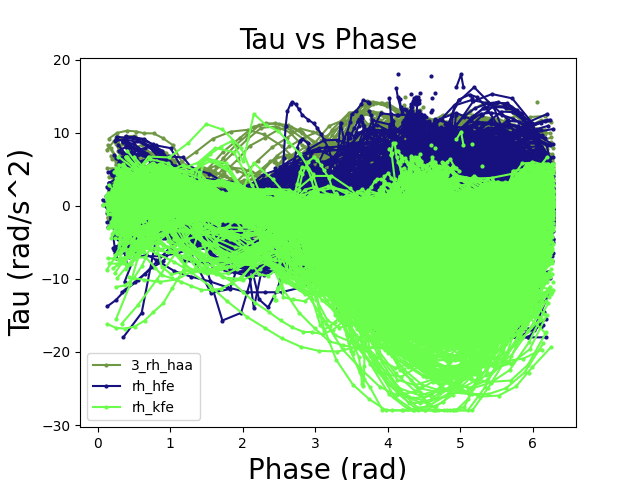 Tau vs Phase
20
10
0
−10
−20
−30
Tau (rad/s^2)
3_rh_haa
rh_hfe
rh_kfe
0 1 2 3 4 5 6
Phase (rad)